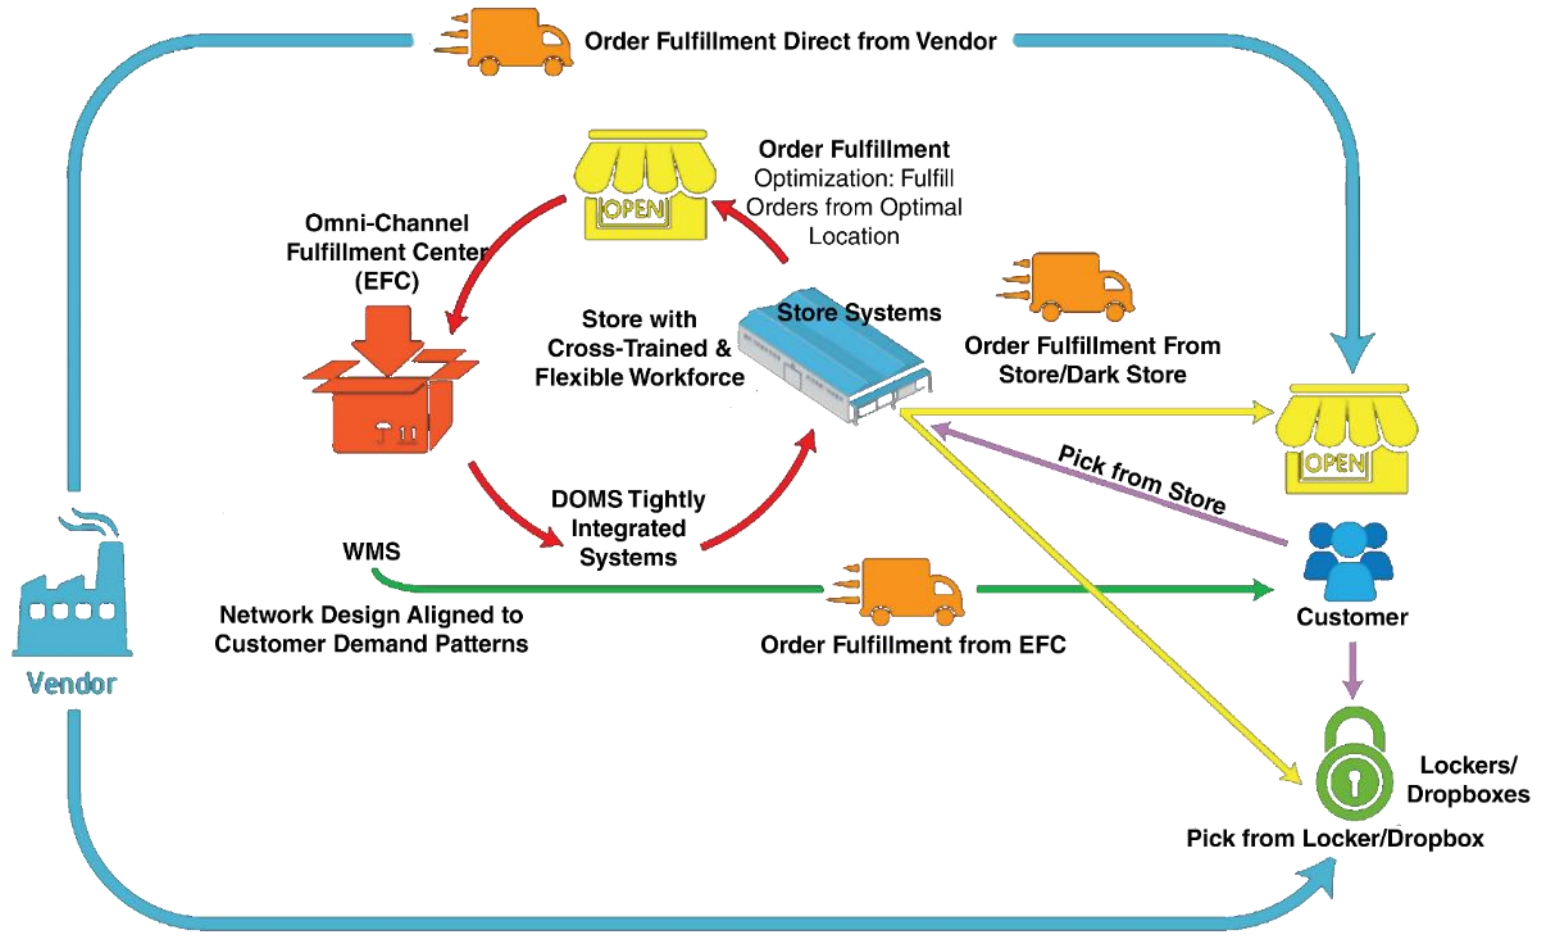 Order Fulfillment Direct from Vendor
Order Fulfillment
Optimization: Fulfill
Orders from Optimal
Location
OPEN
Omni-Channel
Fulfillment Center
(EFC)
Store with
Cross-Trained &
Flexible Workforce
Store Systems
Order Fulfillment From
Store/Dark Store
OPEN
Pick from Store
DOMS Tightly
Integrated
Systems
WMS
Network Design Aligned to
Customer Demand Patterns
Order Fulfillment from EFC
Customer
Vendor
Lockers/
Dropboxes
Pick from Locker/Dropbox